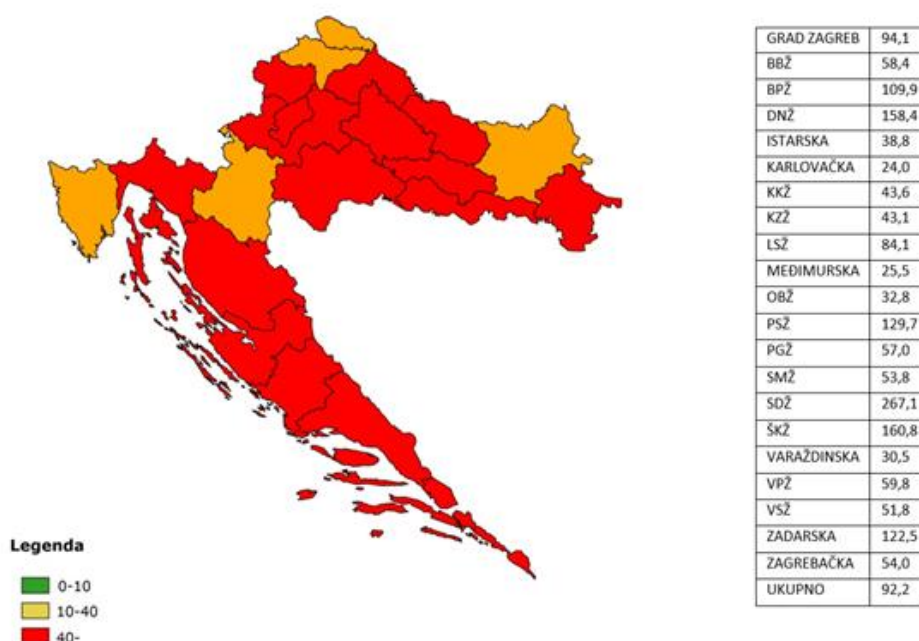 GRAD ZAGREB 94,1
BBŽ 58,4
BPŽ 109,9
DNŽ 158,4
ISTARSKA 38,8
KARLOVAČKA 24,0
KKŽ 43,6
KZŽ 43,1
LSŽ 84,1
MEĐIMURSKA 25,5
OBŽ 32,8
PSŽ 129,7
PGŽ 57,0
SMŽ 53,8
SDŽ 267,1
ŠKŽ 160,8
VARAŽDINSKA 30,5
VPŽ 59,8
VSŽ 51,8
ZADARSKA 122,5
ZAGREBAČKA 54,0
UKUPNO 92,2
Legenda
0-10
10-40
40-